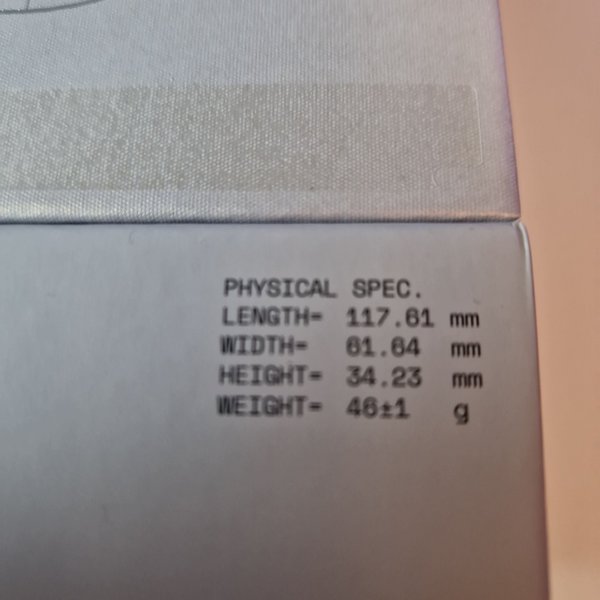 PHYSICAL SPEC.
LENGTH= 117.61 mm
WIDTH= 61.64 mm
HEIGHT= 34.23 mm
WEIGHT= 46±1 g